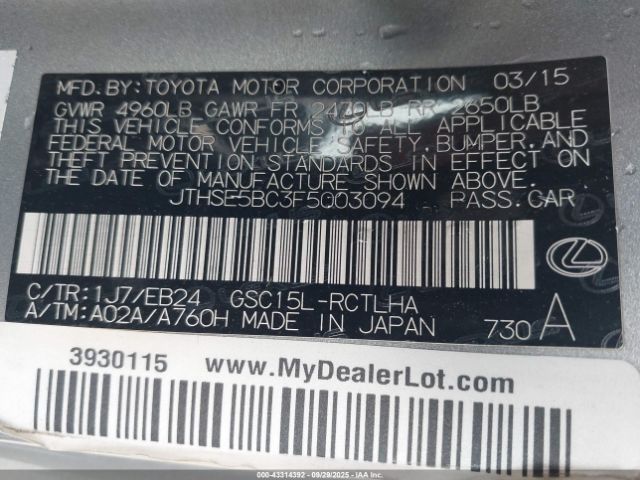 MFD. BY: TOYOTA MOTOR CORPORATION 03/15
GVWR 4960LB GAWR FR 2470LB RR 2650LB
THIS VEHICLE CONFORMS TO ALL APPLICABLE
FEDERAL MOTOR VEHICLE SAFETY, BUMPER, AND
THEFT PREVENTION STANDARDS IN EFFECT ON
THE DATE OF MANUFACTURE SHOWN ABOVE.
JTHSE5BC3F5003094 PASS. CAR
C/TR: 1J7/EB24 GSC15L-RCTLHA
A/TM: A02A/A760H MADE IN JAPAN 730 A
3930115 www.MyDealerLot.com
000-43314392 - 09/29/2025 - IAAI.COM